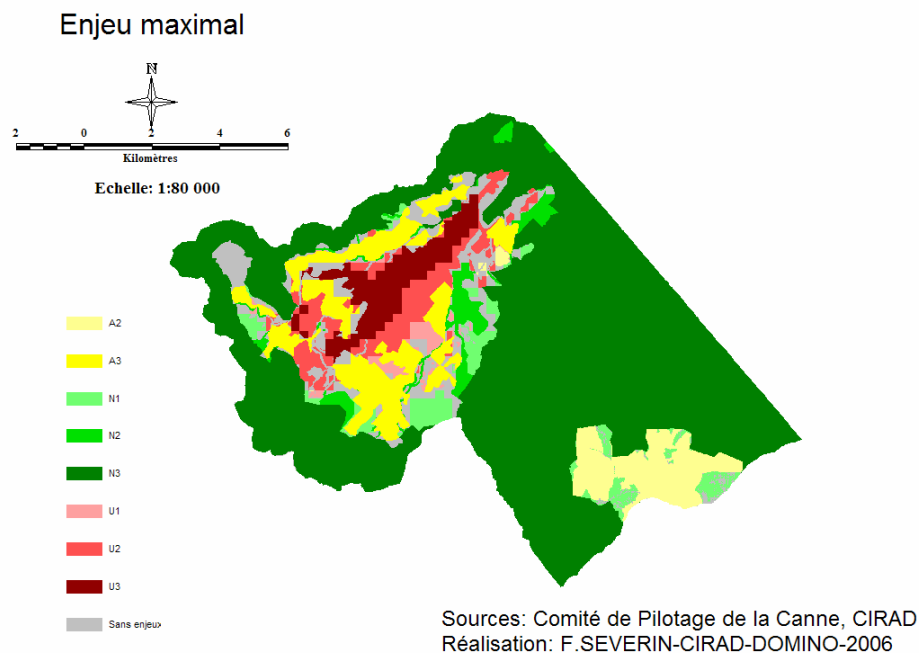 Enjeu maximal
N
2 0 2 4 6
Kilomètres
Echelle: 1:80 000
A2
A3
N1
N2
N3
U1
U2
U3
Sans enjeux
Sources: Comité de Pilotage de la Canne, CIRAD
Réalisation: F.SEVERIN-CIRAD-DOMINO-2006